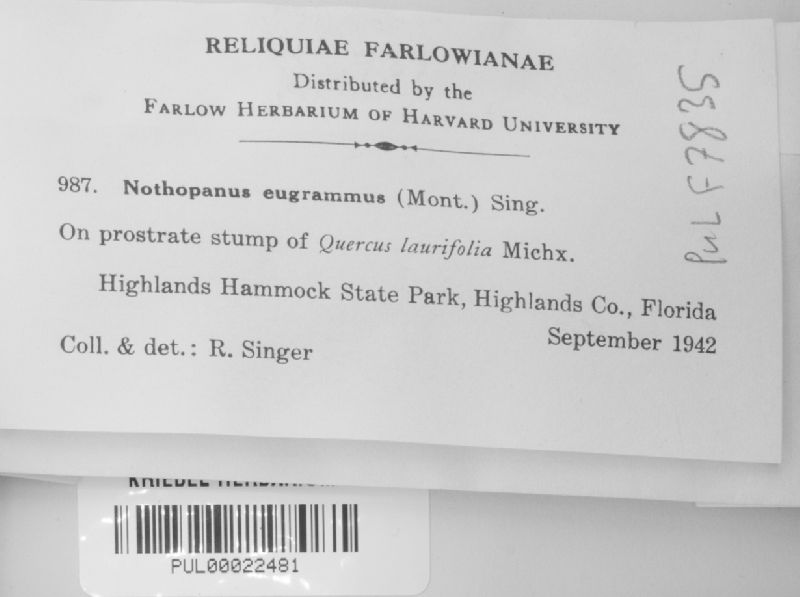 RELIQUIAE FARLOWIANAE
Distributed by the
FARLOW HERBARIUM OF HARVARD UNIVERSITY
987. Nothopanus eugrammus (Mont.) Sing.
On prostrate stump of Quercus laurifolia Michx.
Highlands Hammock State Park, Highlands Co., Florida
September 1942
Coll. & det.: R. Singer
PUL F7835
PUL00022481